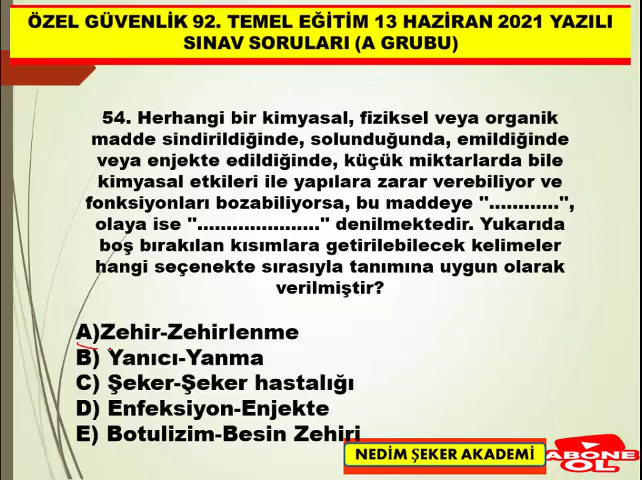 ÖZEL GÜVENLİK 92. TEMEL EĞİTİM 13 HAZİRAN 2021 YAZILI
SINAV SORULARI (A GRUBU)
54. Herhangi bir kimyasal, fiziksel veya organik
madde sindirildiğinde, solunduğunda, emildiğinde
veya enjekte edildiğinde, küçük miktarlarda bile
kimyasal etkileri ile yapılara zarar verebiliyor ve
fonksiyonları bozabiliyorsa, bu maddeye "............",
olaya ise "....................." denilmektedir. Yukarıda
boş bırakılan kısımlara getirilebilecek kelimeler
hangi seçenekte sırasıyla tanımına uygun olarak
verilmiştir?
A)Zehir-Zehirlenme
B) Yanıcı-Yanma
C) Şeker-Şeker hastalığı
D) Enfeksiyon-Enjekte
E) Botulizim-Besin Zehiri
NEDİM ŞEKER AKADEMİ
ABONE
OL